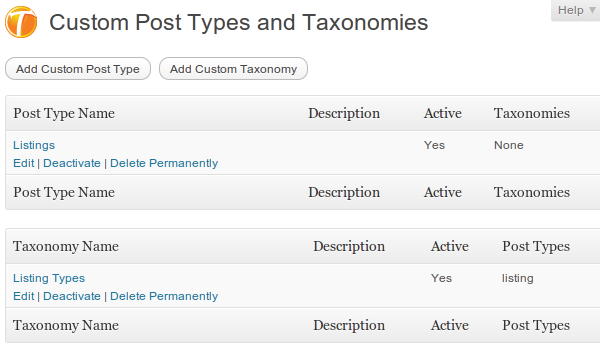 Help ▼
Custom Post Types and Taxonomies
Add Custom Post Type Add Custom Taxonomy
Post Type Name Description Active Taxonomies
Listings Yes None
Edit | Deactivate | Delete Permanently
Post Type Name Description Active Taxonomies
Taxonomy Name Description Active Post Types
Listing Types Yes listing
Edit | Deactivate | Delete Permanently
Taxonomy Name Description Active Post Types